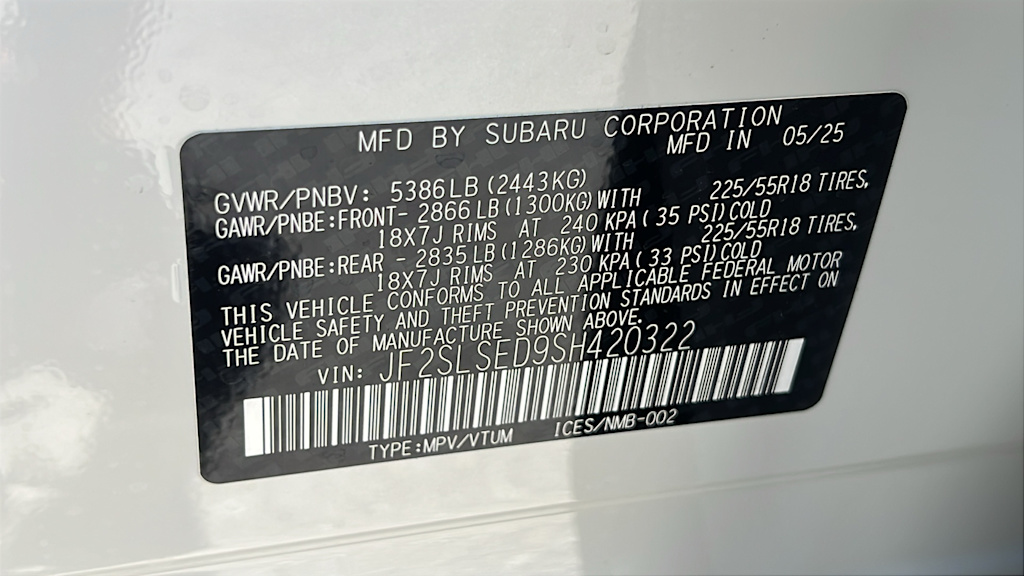 MFD BY SUBARU CORPORATION
MFD IN 05/25
GVWR/PNBV: 5386LB(2443KG)
GAWR/PNBE:FRONT- 2866LB(1300KG)WITH 225/55R18 TIRES,
18X7J RIMS AT 240 KPA( 35 PSI)COLD
GAWR/PNBE:REAR - 2835LB(1286KG)WITH 225/55R18 TIRES,
18X7J RIMS AT 230 KPA( 33 PSI)COLD
THIS VEHICLE CONFORMS TO ALL APPLICABLE FEDERAL MOTOR
VEHICLE SAFETY AND THEFT PREVENTION STANDARDS IN EFFECT ON
THE DATE OF MANUFACTURE SHOWN ABOVE.
VIN: JF2SLSED9SH420322
TYPE:MPV/VTUM ICES/NMB-002